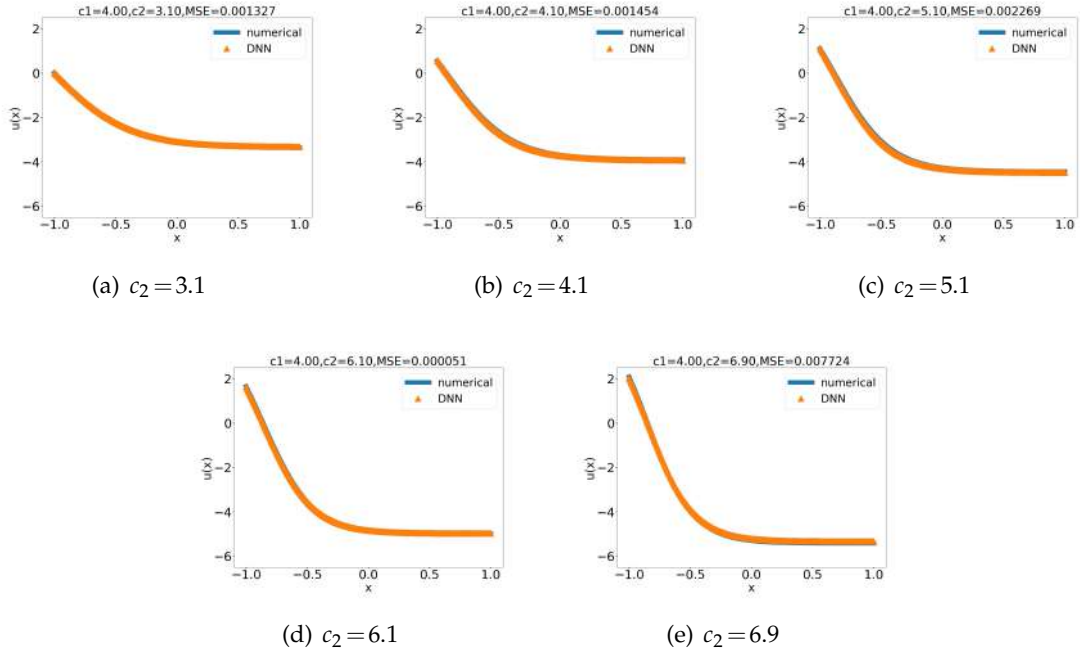 c1=4.00,c2=3.10,MSE=0.001327
numerical
DNN
u(x)
2
0
−2
−4
−6
−1.0 −0.5 0.0 0.5 1.0
x
(a) c₂=3.1
c1=4.00,c2=4.10,MSE=0.001454
numerical
DNN
u(x)
2
0
−2
−4
−6
−1.0 −0.5 0.0 0.5 1.0
x
(b) c₂=4.1
c1=4.00,c2=5.10,MSE=0.002269
numerical
DNN
u(x)
2
0
−2
−4
−6
−1.0 −0.5 0.0 0.5 1.0
x
(c) c₂=5.1
c1=4.00,c2=6.10,MSE=0.000051
numerical
DNN
u(x)
2
0
−2
−4
−6
−1.0 −0.5 0.0 0.5 1.0
x
(d) c₂=6.1
c1=4.00,c2=6.90,MSE=0.007724
numerical
DNN
u(x)
2
0
−2
−4
−6
−1.0 −0.5 0.0 0.5 1.0
x
(e) c₂=6.9